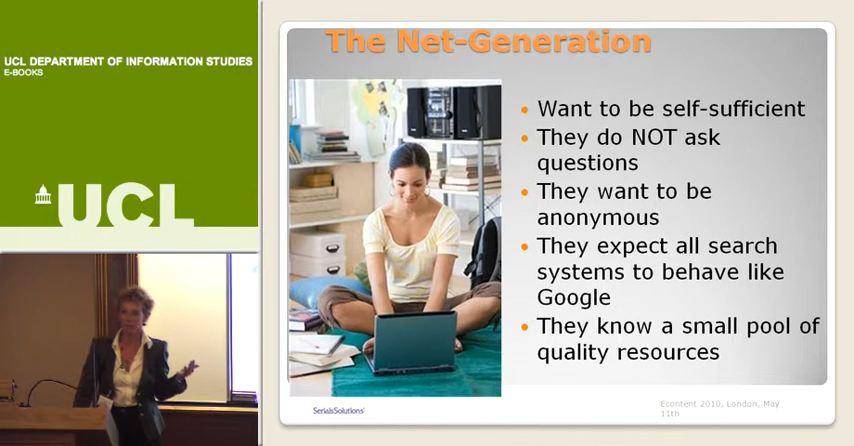 UCL DEPARTMENT OF INFORMATION STUDIES
E-BOOKS
UCL
The Net-Generation
Want to be self-sufficient
They do NOT ask
questions
They want to be
anonymous
They expect all search
systems to behave like
Google
They know a small pool of
quality resources
SerialsSolutions
Econtent 2010, London, May
11th